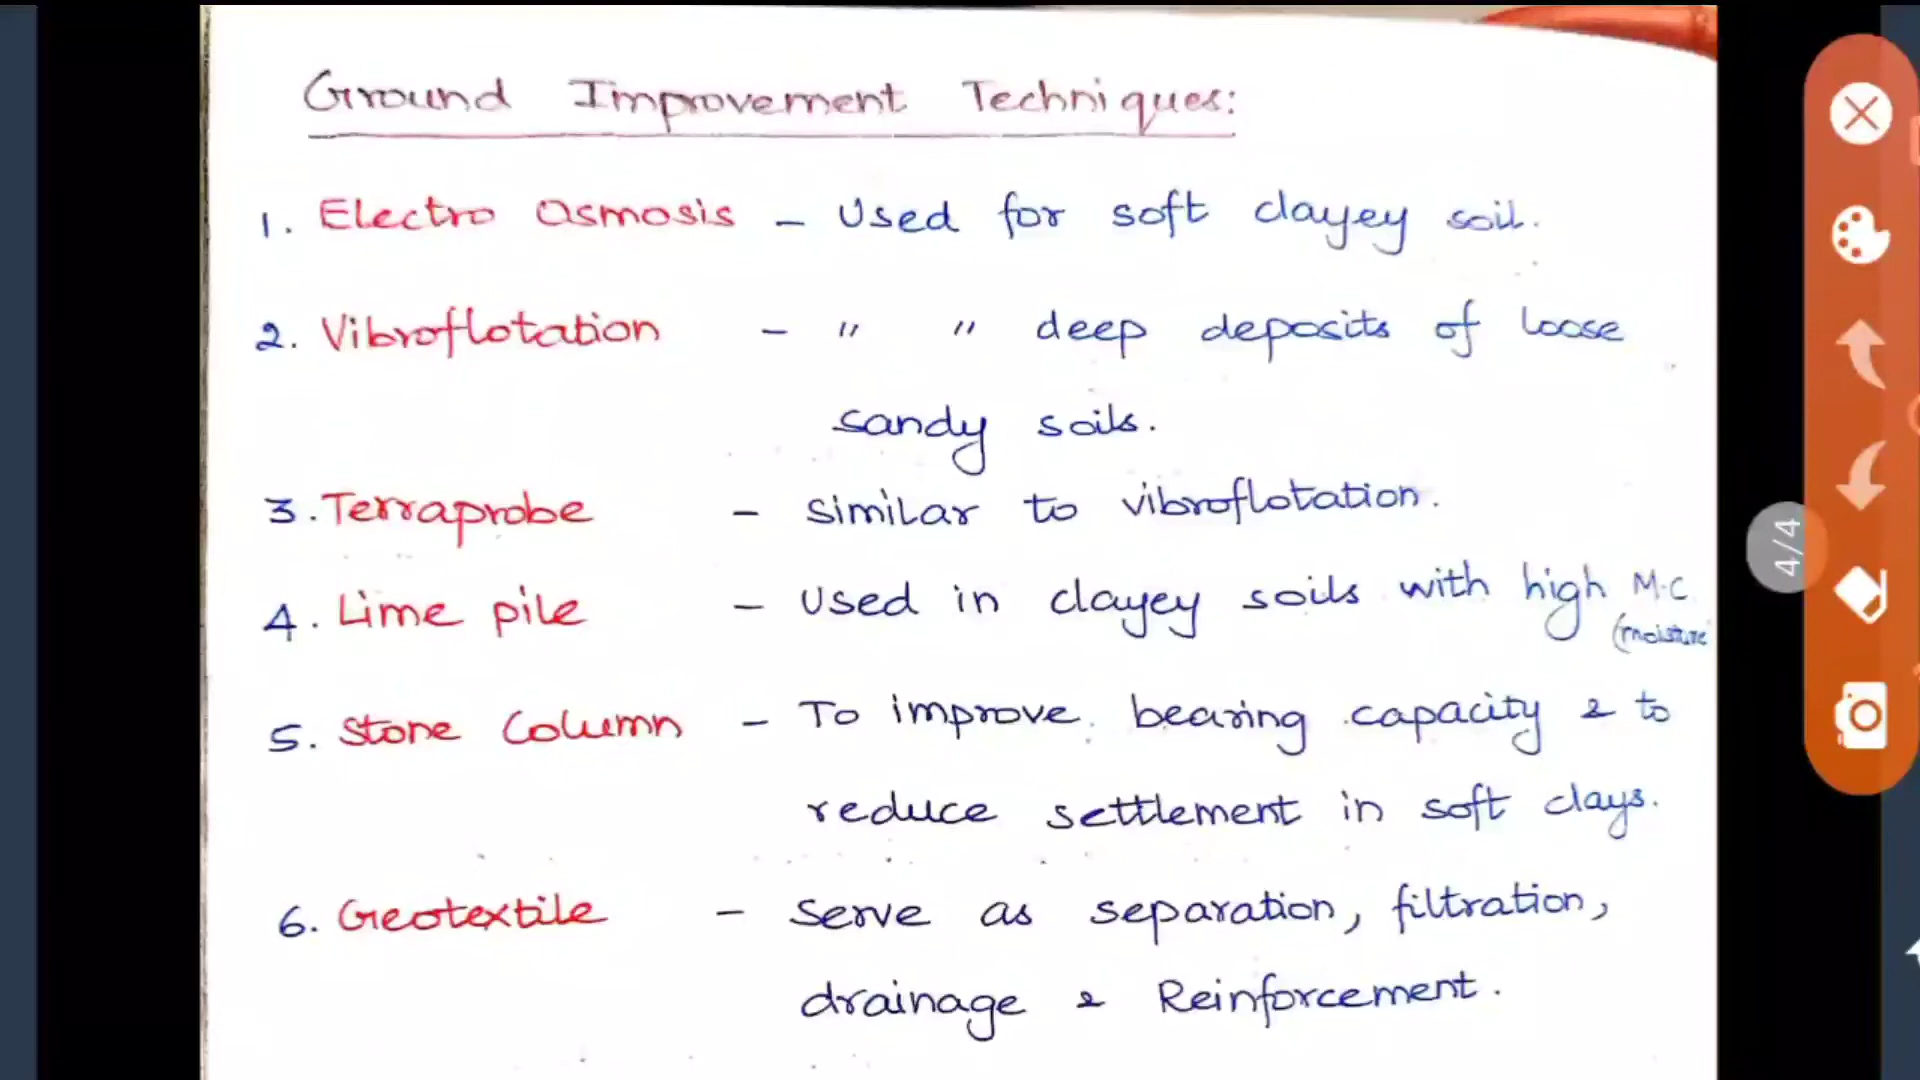 Ground Improvement Techniques:
1. Electro Osmosis - Used for soft clayey soil.
2. Vibroflotation - " " deep deposits of loose
sandy soils.
3. Terraprobe - Similar to vibroflotation.
4. Lime pile - Used in clayey soils with high M.C
(moisture
5. Stone Column - To improve bearing capacity & to
reduce settlement in soft clays.
6. Geotextile - Serve as separation, filtration,
drainage & Reinforcement.
4/4